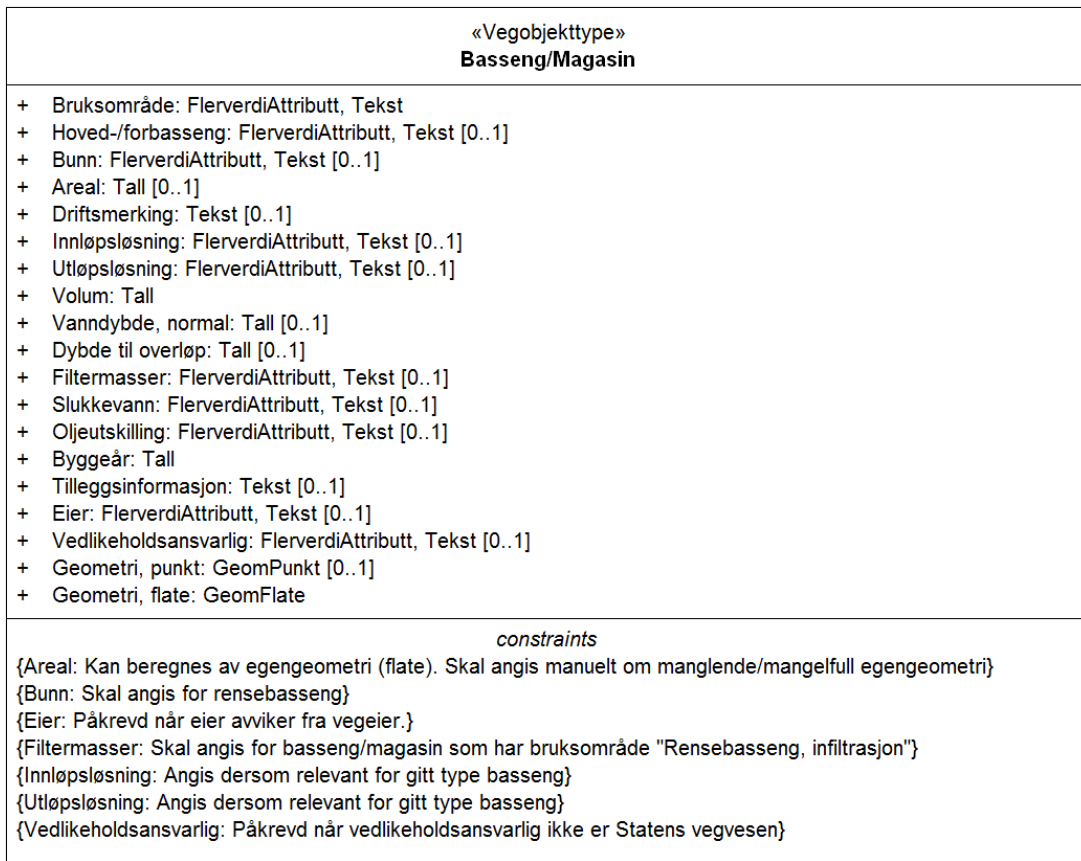 «Vegobjekttype»
Basseng/Magasin
+ Bruksområde: FlerverdiAttributt, Tekst
+ Hoved-/forbasseng: FlerverdiAttributt, Tekst [0..1]
+ Bunn: FlerverdiAttributt, Tekst [0..1]
+ Areal: Tall [0..1]
+ Driftsmerking: Tekst [0..1]
+ Innløpsløsning: FlerverdiAttributt, Tekst [0..1]
+ Utløpsløsning: FlerverdiAttributt, Tekst [0..1]
+ Volum: Tall
+ Vanndybde, normal: Tall [0..1]
+ Dybde til overløp: Tall [0..1]
+ Filtermasser: FlerverdiAttributt, Tekst [0..1]
+ Slukkevann: FlerverdiAttributt, Tekst [0..1]
+ Oljeutskilling: FlerverdiAttributt, Tekst [0..1]
+ Byggeår: Tall
+ Tilleggsinformasjon: Tekst [0..1]
+ Eier: FlerverdiAttributt, Tekst [0..1]
+ Vedlikeholdsansvarlig: FlerverdiAttributt, Tekst [0..1]
+ Geometri, punkt: GeomPunkt [0..1]
+ Geometri, flate: GeomFlate
constraints
{Areal: Kan beregnes av egengeometri (flate). Skal angis manuelt om manglende/mangelfull egengeometri}
{Bunn: Skal angis for rensebasseng}
{Eier: Påkrevd når eier avviker fra vegeier.}
{Filtermasser: Skal angis for basseng/magasin som har bruksområde "Rensebasseng, infiltrasjon"}
{Innløpsløsning: Angis dersom relevant for gitt type basseng}
{Utløpsløsning: Angis dersom relevant for gitt type basseng}
{Vedlikeholdsansvarlig: Påkrevd når vedlikeholdsansvarlig ikke er Statens vegvesen}